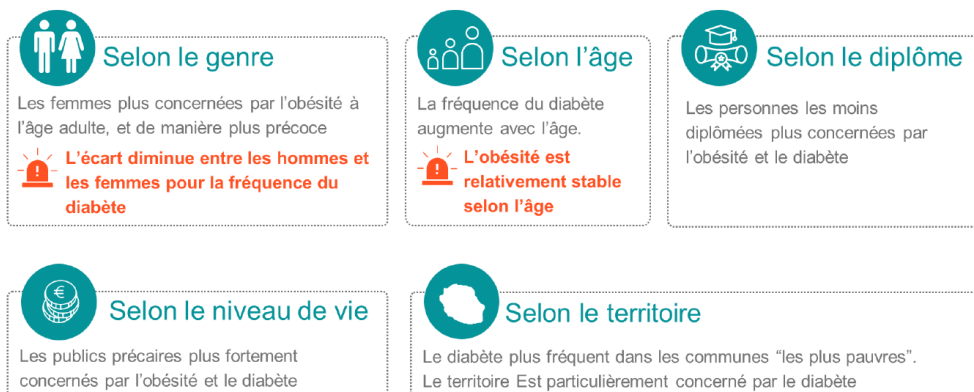 Selon le genre
Les femmes plus concernées par l'obésité à
l'âge adulte, et de manière plus précoce
L'écart diminue entre les hommes et
les femmes pour la fréquence du
diabète
Selon l'âge
La fréquence du diabète
augmente avec l'âge.
L'obésité est
relativement stable
selon l'âge
Selon le diplôme
Les personnes les moins
diplômées plus concernées par
l'obésité et le diabète
Selon le niveau de vie
Les publics précaires plus fortement
concernés par l'obésité et le diabète
Selon le territoire
Le diabète plus fréquent dans les communes “les plus pauvres”.
Le territoire Est particulièrement concerné par le diabète